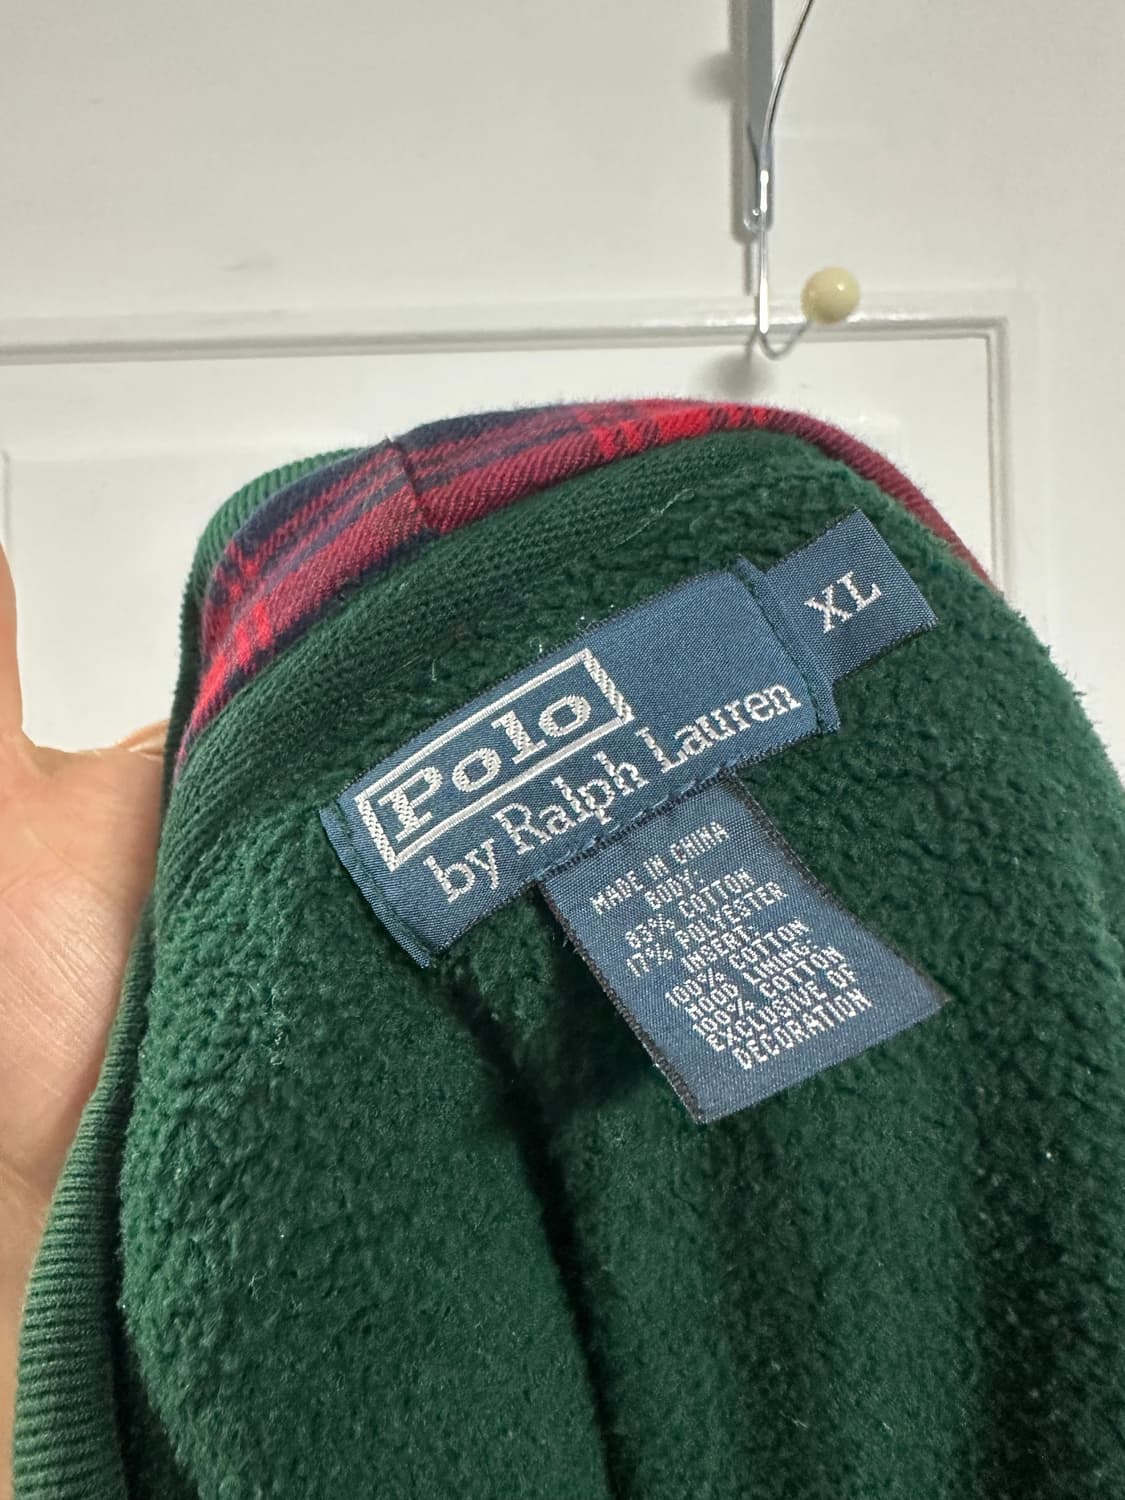 Polo
by Ralph Lauren
XL
MADE IN CHINA
BODY:
83% COTTON
17% POLYESTER
INSERT:
100% COTTON
HOOD LINING:
100% COTTON
EXCLUSIVE OF
DECORATION